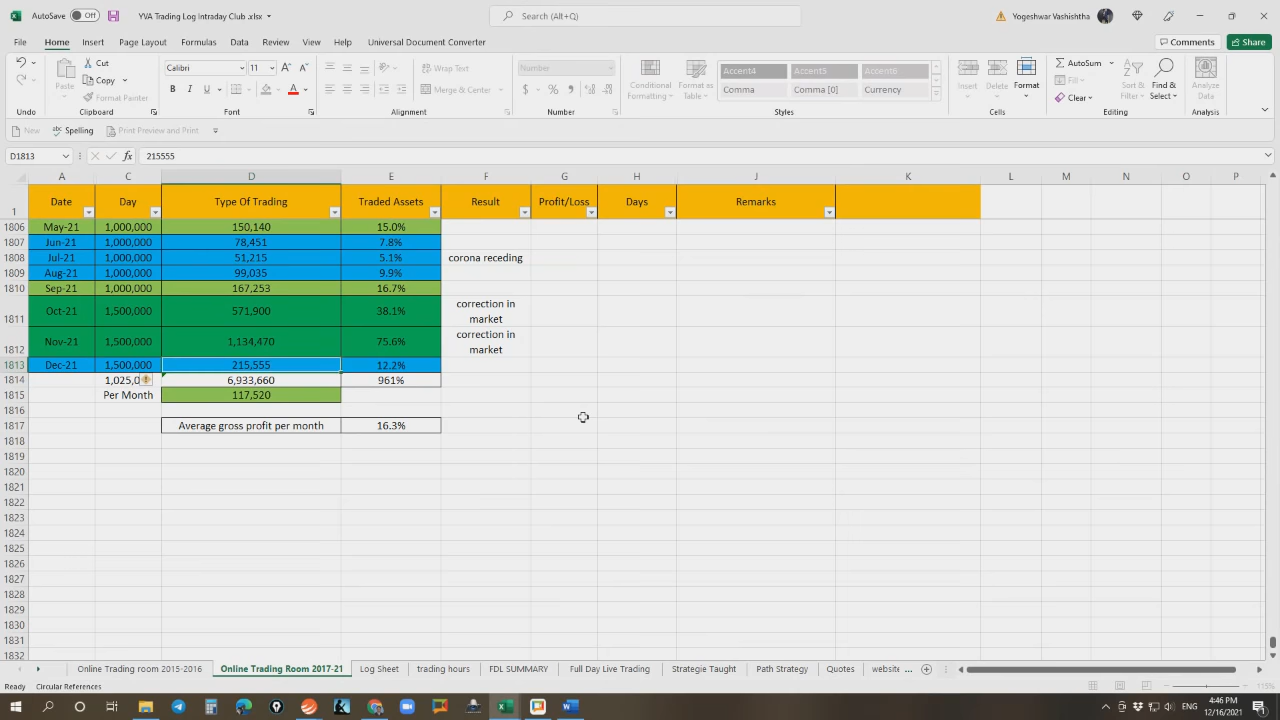 AutoSave Off YVA Trading Log Intraday Club .xlsx Search (Alt+Q) Yogeshwar Vashishtha
File Home Insert Page Layout Formulas Data Review View Help Universal Document Converter Comments Share
Undo Paste Cut Copy Format Painter Clipboard
Calibri 11 B I U A Font
Wrap Text Merge & Center Alignment
Number $ % Number
Conditional Formatting Format as Table
Accent4 Accent5 Accent6
Comma Comma [0] Currency
Styles
Insert Delete Format Cells
AutoSum Fill Clear Sort & Filter Find & Select Editing
Analyze Data Analysis
New Spelling Print Preview and Print
D1813 fx 215555
A C D E F G H J K L M N O P
1 Date Day Type Of Trading Traded Assets Result Profit/Loss Days Remarks
1806 May-21 1,000,000 150,140 15.0%
1807 Jun-21 1,000,000 78,451 7.8%
1808 Jul-21 1,000,000 51,215 5.1% corona receding
1809 Aug-21 1,000,000 99,035 9.9%
1810 Sep-21 1,000,000 167,253 16.7%
1811 Oct-21 1,500,000 571,900 38.1% correction in market
1812 Nov-21 1,500,000 1,134,470 75.6% correction in market
1813 Dec-21 1,500,000 215,555 12.2%
1814 1,025,0 6,933,660 961%
1815 Per Month 117,520
1816
1817 Average gross profit per month 16.3%
1818
1819
1820
1821
1822
1823
1824
1825
1826
1827
1828
1829
1830
1831
1832
Online Trading room 2015-2016 Online Trading Room 2017-21 Log Sheet trading hours FDL SUMMARY Full Day Live Trading Strategie Taught Path Strategy Quotes website ...
Ready Circular References 115%
4:46 PM
12/16/2021